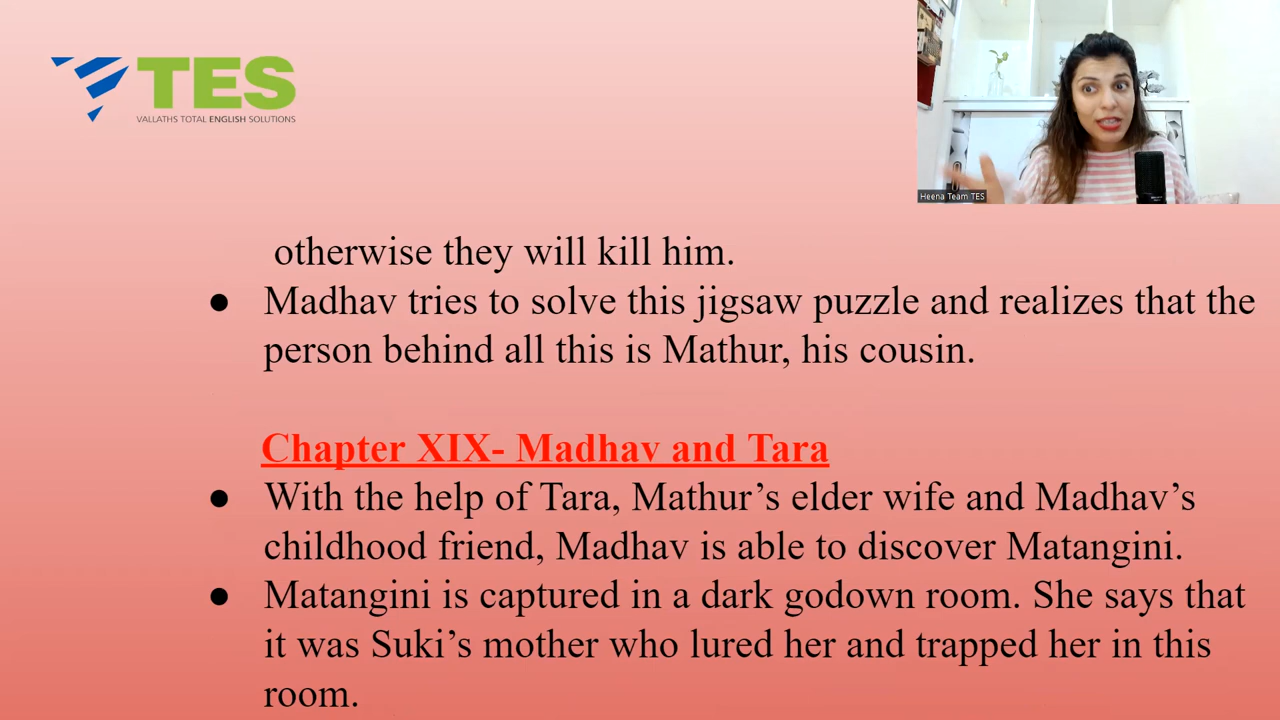 TES
VALLATHS TOTAL ENGLISH SOLUTIONS
Heena Team TES
otherwise they will kill him.
● Madhav tries to solve this jigsaw puzzle and realizes that the
person behind all this is Mathur, his cousin.
Chapter XIX- Madhav and Tara
● With the help of Tara, Mathur’s elder wife and Madhav’s
childhood friend, Madhav is able to discover Matangini.
● Matangini is captured in a dark godown room. She says that
it was Suki’s mother who lured her and trapped her in this
room.